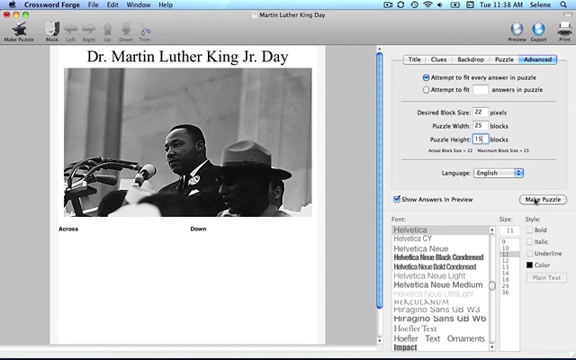 Crossword Forge File Edit Window Help
Tue 11:38 AM Selene
Martin Luther King Day
Make Puzzle Mask Left Up Down Trim Preview Export Print
Dr. Martin Luther King Jr. Day
Across Down
Title Clues Backdrop Puzzle Advanced
Attempt to fit every answer in puzzle
Attempt to fit answers in puzzle
Desired Block Size: 22 pixels
Puzzle Width: 25 blocks
Puzzle Height: 15 blocks
Actual Block Size = 22 Maximum Block Size = 23
Language: English
Show Answers In Preview
Make Puzzle
Font: Size: Style:
Helvetica 11 Bold
Helvetica CY 9
Helvetica Neue 10 Italic
Helvetica Neue Black Condensed 11 Underline
Helvetica Neue Bold Condensed 12 Color
Helvetica Neue Light 13
Helvetica Neue Medium 14 Plain Text
Helvetica Neue UltraLight 24
HERCULANUM 36
Hiragino Sans GB W3
Hiragino Sans GB W6
Hoefler Text
Hoefler Text Ornaments
Impact